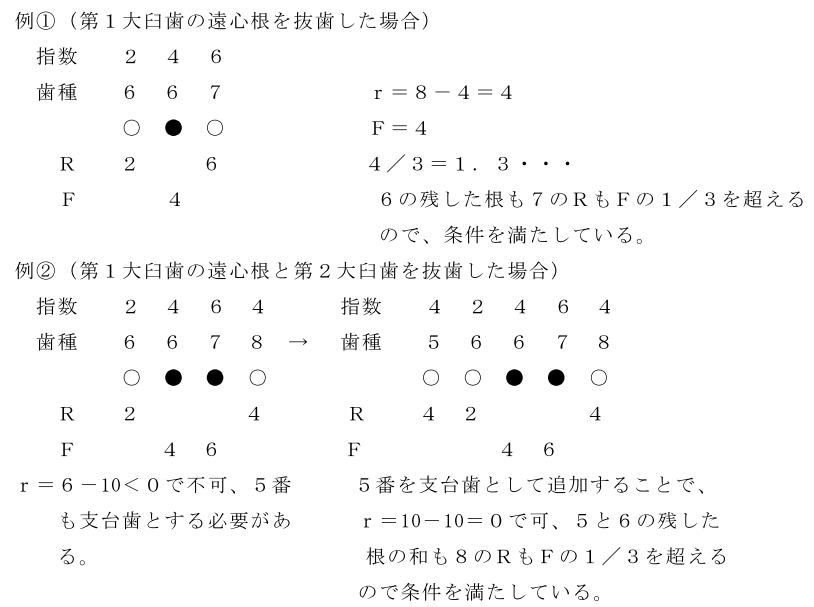 例①（第１大臼歯の遠心根を抜歯した場合）
指数　２　４　６
歯種　６　６　７　ｒ＝８－４＝４
○　●　○　Ｆ＝４
Ｒ　２　６　４／３＝１．３・・・
Ｆ　４　６の残した根も７のＲもＦの１／３を超える
ので、条件を満たしている。
例②（第１大臼歯の遠心根と第２大臼歯を抜歯した場合）
指数　２　４　６　４　指数　４　２　４　６　４
歯種　６　６　７　８　→　歯種　５　６　６　７　８
○　●　●　○　○　○　●　●　○
Ｒ　２　４　Ｒ　４　２　４
Ｆ　４　６　Ｆ　４　６
ｒ＝６－10＜０で不可、５番　５番を支台歯として追加することで、
も支台歯とする必要があ　ｒ＝10－10＝０で可、５と６の残した
る。　根の和も８のＲもＦの１／３を超える
ので条件を満たしている。